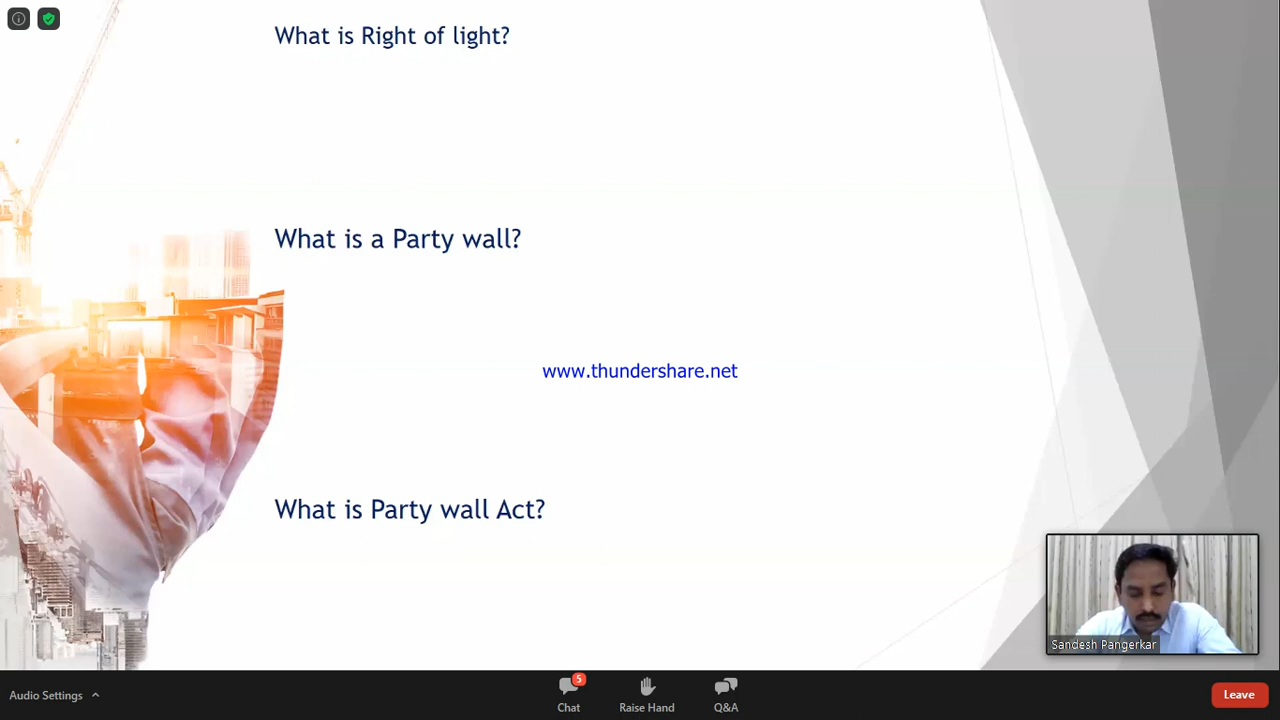 What is Right of light?
What is a Party wall?
www.thundershare.net
What is Party wall Act?
Sandesh Pangerkar
Audio Settings
5
Chat
Raise Hand
Q&A
Leave